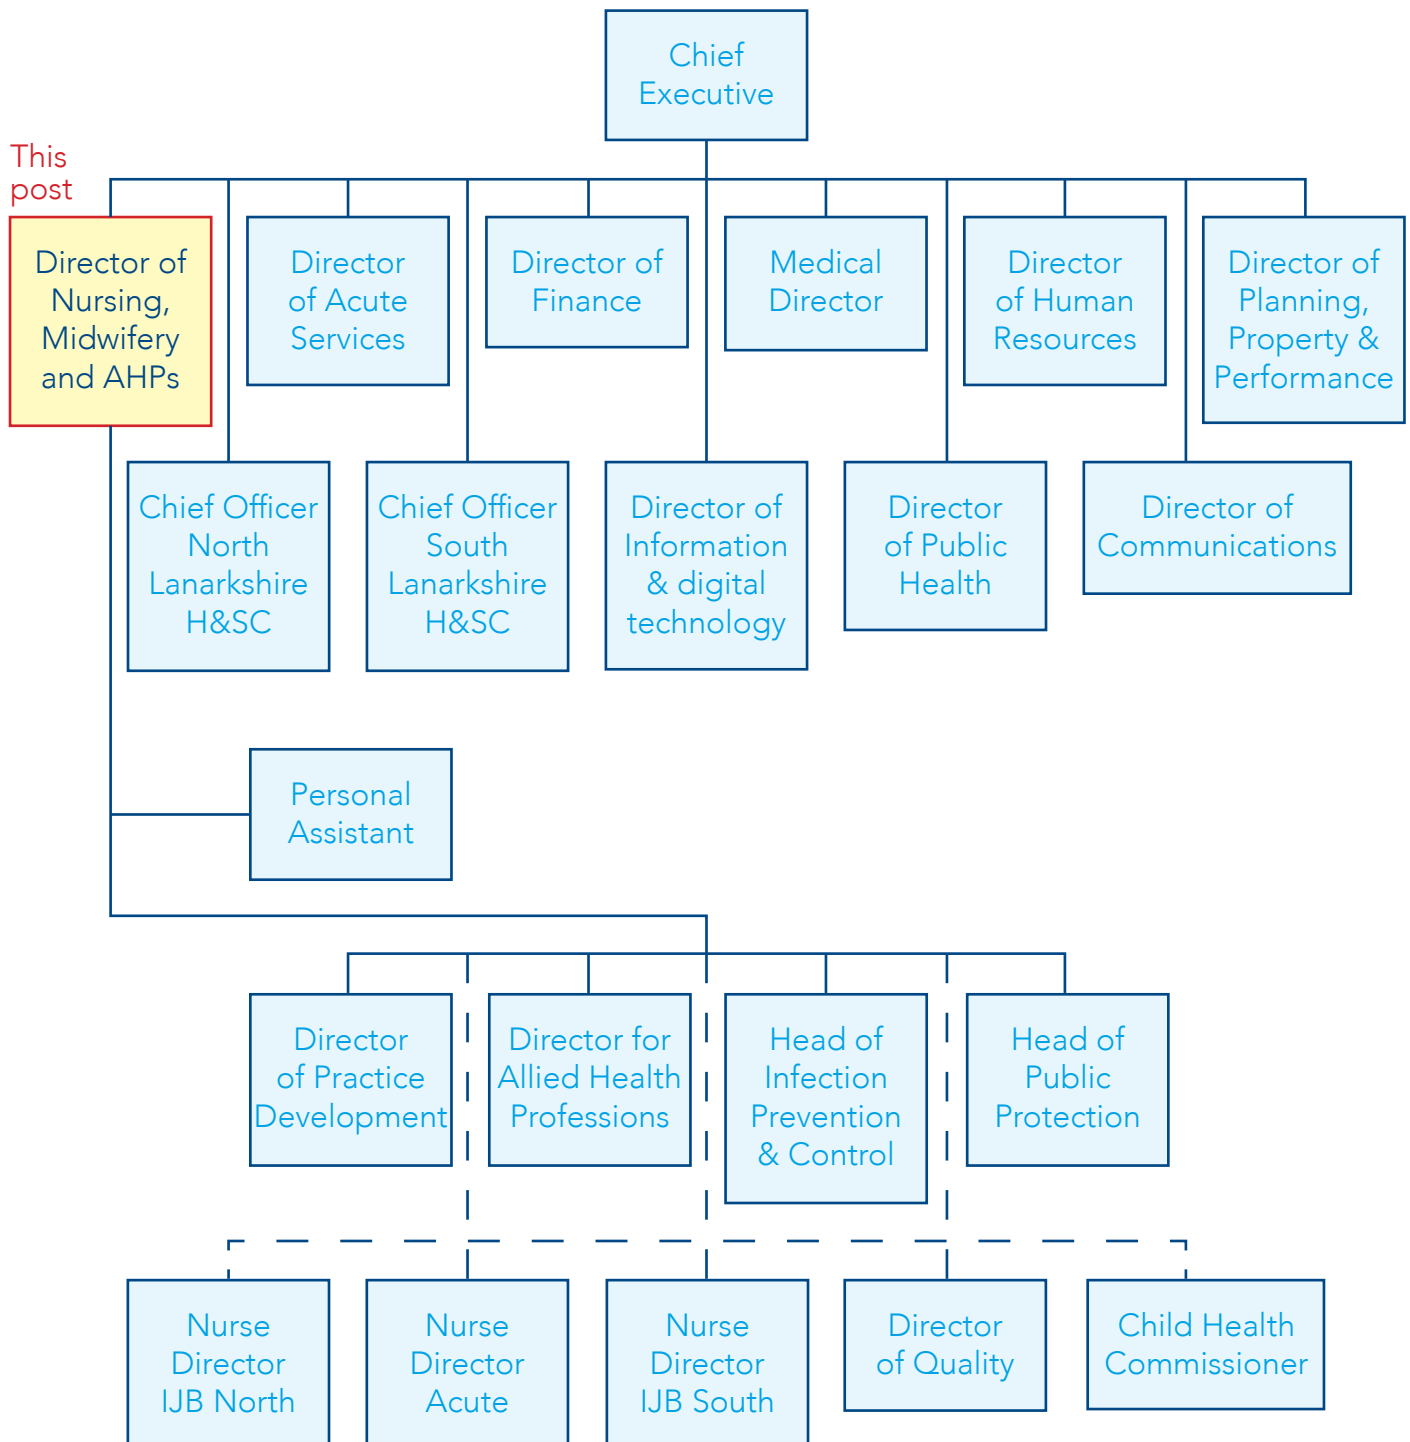 Chief
Executive
This
post
Director of
Nursing,
Midwifery
and AHPs
Director
of Acute
Services
Director of
Finance
Medical
Director
Director
of Human
Resources
Director of
Planning,
Property &
Performance
Chief Officer
North
Lanarkshire
H&SC
Chief Officer
South
Lanarkshire
H&SC
Director of
Information
& digital
technology
Director
of Public
Health
Director of
Communications
Personal
Assistant
Director
of Practice
Development
Director for
Allied Health
Professions
Head of
Infection
Prevention
& Control
Head of
Public
Protection
Nurse
Director
IJB North
Nurse
Director
Acute
Nurse
Director
IJB South
Director
of Quality
Child Health
Commissioner